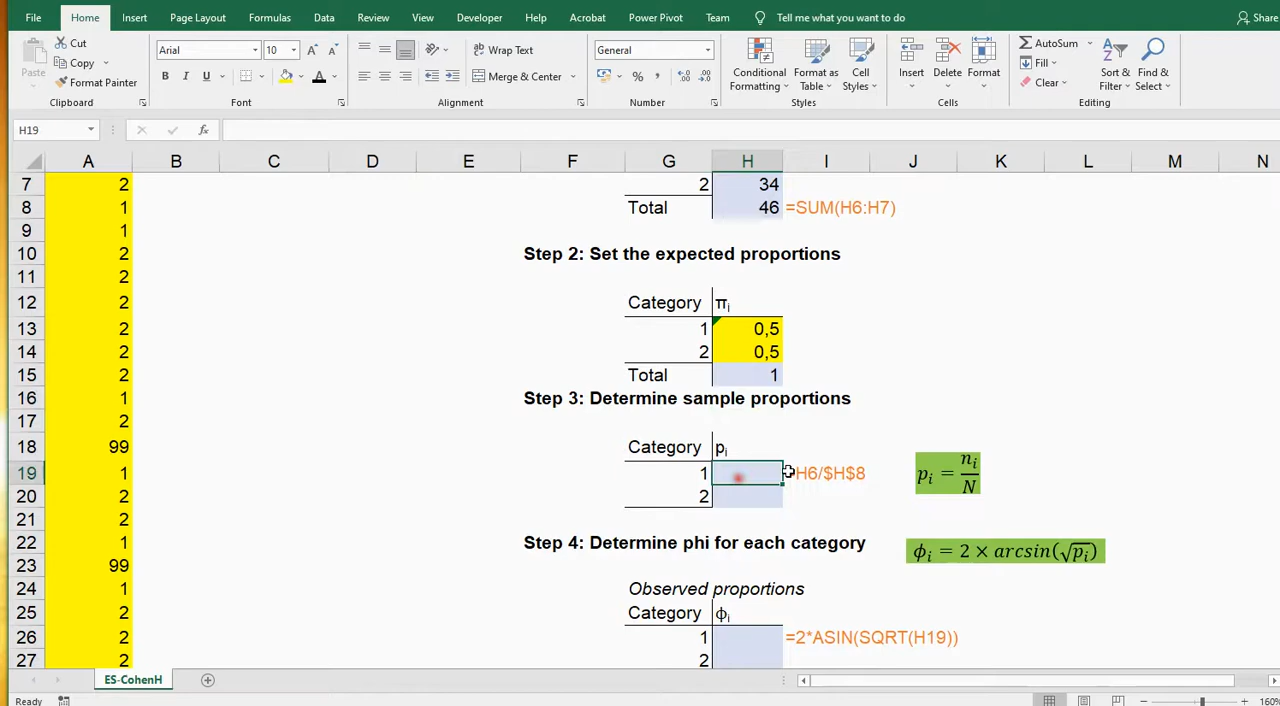 File Home Insert Page Layout Formulas Data Review View Developer Help Acrobat Power Pivot Team Tell me what you want to do Share
Paste Cut Copy Format Painter
Arial 10 A A B I U A
Wrap Text Merge & Center
General % ,
Conditional Formatting Format as Table Cell Styles
Insert Delete Format
AutoSum Fill Clear Sort & Filter Find & Select
Clipboard Font Alignment Number Styles Cells Editing
H19 fx
A B C D E F G H I J K L M N
7 2 2 34
8 1 Total 46 =SUM(H6:H7)
9 1
10 2 Step 2: Set the expected proportions
11 2
12 2 Category πi
13 2 1 0,5
14 2 2 0,5
15 2 Total 1
16 1 Step 3: Determine sample proportions
17 2
18 99 Category pi
19 1 1 H6/$H$8 pi = ni/N
20 2 2
21 2
22 1 Step 4: Determine phi for each category ϕi = 2 × arcsin(√pi)
23 99
24 1 Observed proportions
25 2 Category ϕi
26 2 1 =2*ASIN(SQRT(H19))
27 2 2
ES-CohenH
Ready 160%